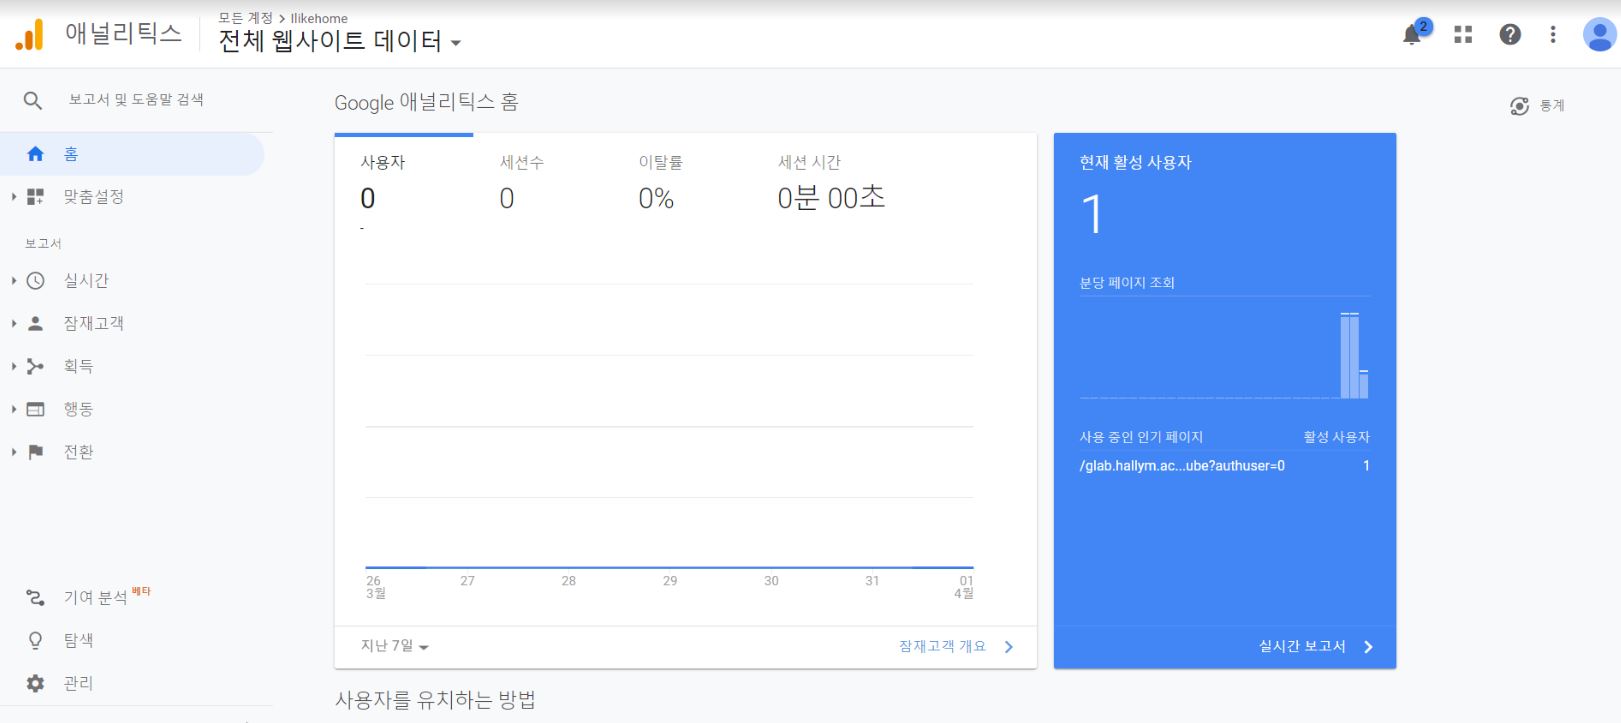 애널리틱스
모든 계정 > Ilikehome
전체 웹사이트 데이터
2
보고서 및 도움말 검색
홈
맞춤설정
보고서
실시간
잠재고객
획득
행동
전환
기여 분석 베타
탐색
관리
Google 애널리틱스 홈
통계
사용자 세션수 이탈률 세션 시간
0 0 0% 0분 00초
-
26 27 28 29 30 31 01
3월 4월
지난 7일 잠재고객 개요
현재 활성 사용자
1
분당 페이지 조회
사용 중인 인기 페이지 활성 사용자
/glab.hallym.ac...ube?authuser=0 1
실시간 보고서
사용자를 유치하는 방법